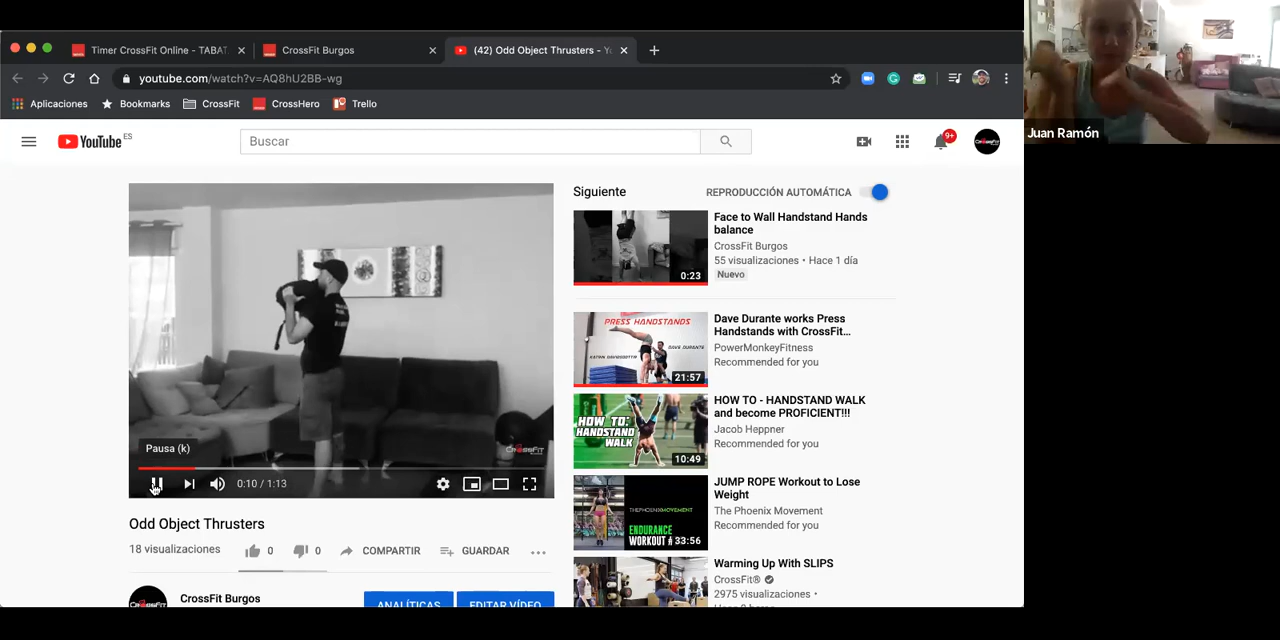 Timer CrossFit Online - TABAT
CrossFit Burgos
(42) Odd Object Thrusters - Yo
youtube.com/watch?v=AQ8hU2BB-wg
Aplicaciones
Bookmarks
CrossFit
CrossHero
Trello
YouTube ES
Buscar
9+
Juan Ramón
Siguiente
REPRODUCCIÓN AUTOMÁTICA
Face to Wall Handstand Hands
balance
CrossFit Burgos
55 visualizaciones • Hace 1 día
Nuevo
0:23
PRESS HANDSTANDS
DAVE DURANTE
21:57
Dave Durante works Press
Handstands with CrossFit...
PowerMonkeyFitness
Recommended for you
HOW TO:
HANDSTAND
WALK
10:49
HOW TO - HANDSTAND WALK
and become PROFICIENT!!!
Jacob Heppner
Recommended for you
THEPHOENIXMOVEMENT
ENDURANCE
WORKOUT #
33:56
JUMP ROPE Workout to Lose
Weight
The Phoenix Movement
Recommended for you
Warming Up With SLIPS
CrossFit®
2975 visualizaciones •
Pausa (k)
CrossFit
0:10 / 1:13
Odd Object Thrusters
18 visualizaciones
0
0
COMPARTIR
GUARDAR
CrossFit Burgos
ANALÍTICAS
EDITAR VÍDEO